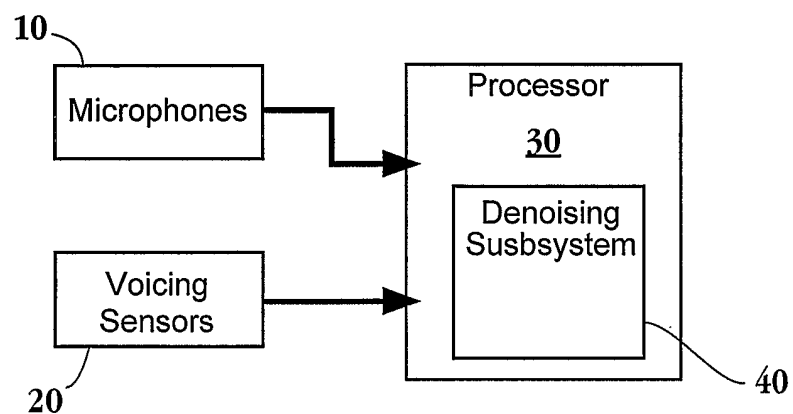 10
Microphones
Processor
30
Denoising
Susbsystem
Voicing
Sensors
20
40